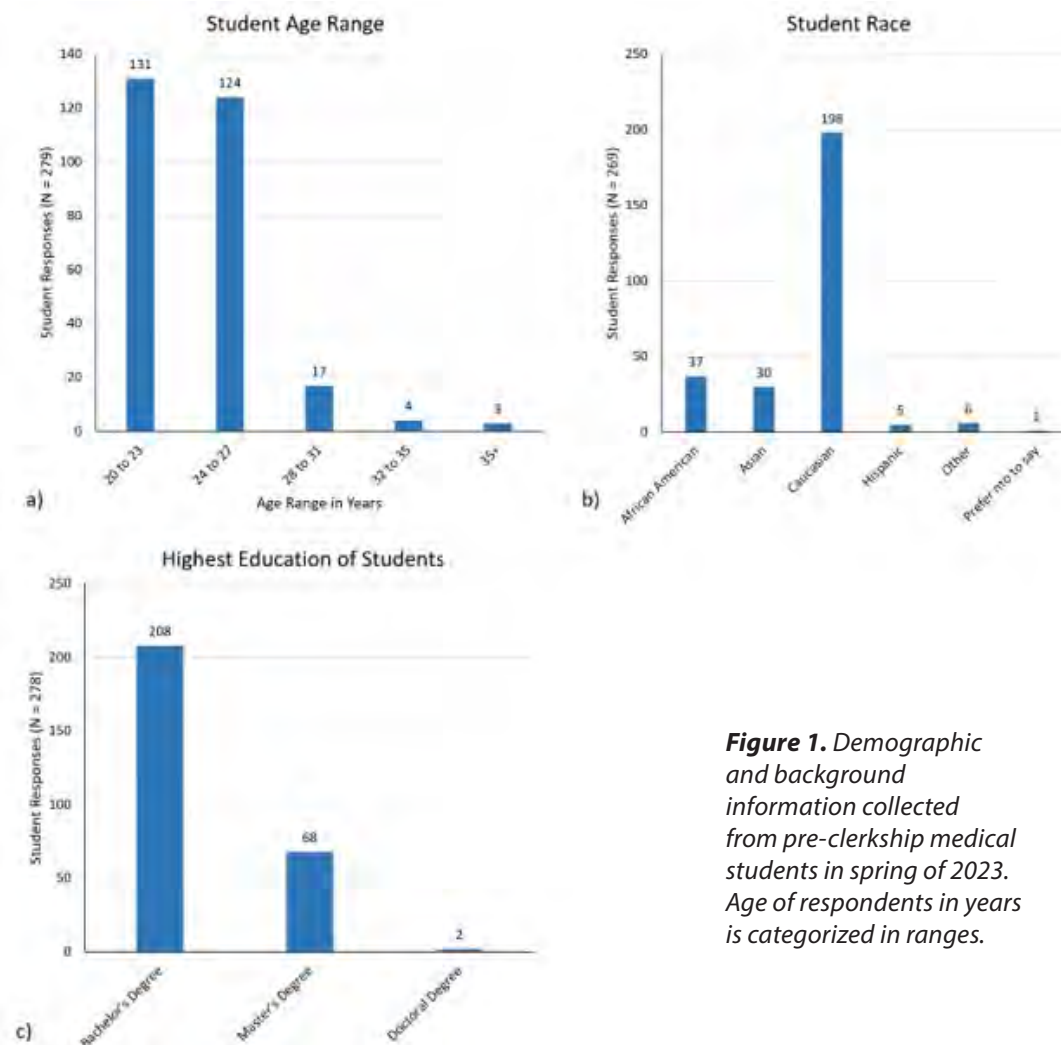 Student Age Range
Student Responses (N = 279)
140
120
100
80
60
40
20
0
131
124
17
4
3
20 to 23
24 to 27
28 to 31
32 to 35
35+
Age Range in Years
a)
Student Race
Student Responses (N = 269)
250
200
150
100
50
0
37
30
198
5
6
1
African American
Asian
Caucasian
Hispanic
Other
Prefer nto to say
b)
Highest Education of Students
Student Responses (N = 278)
250
200
150
100
50
0
208
68
2
Bachelor's Degree
Master's Degree
Doctoral Degree
c)
Figure 1. Demographic
and background
information collected
from pre-clerkship medical
students in spring of 2023.
Age of respondents in years
is categorized in ranges.